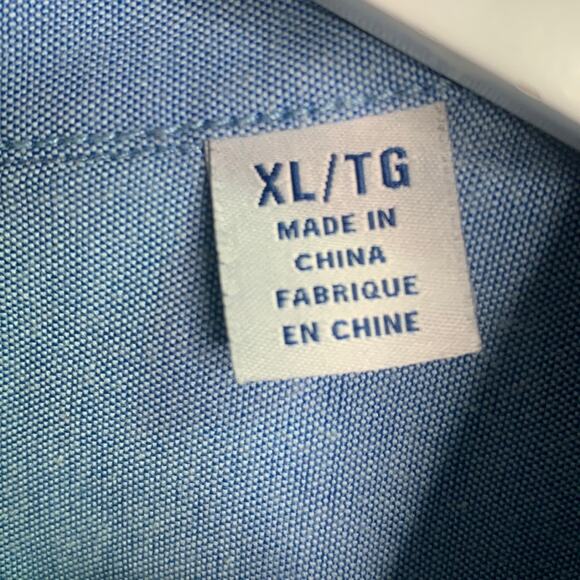 XL/TG
MADE IN
CHINA
FABRIQUE
EN CHINE